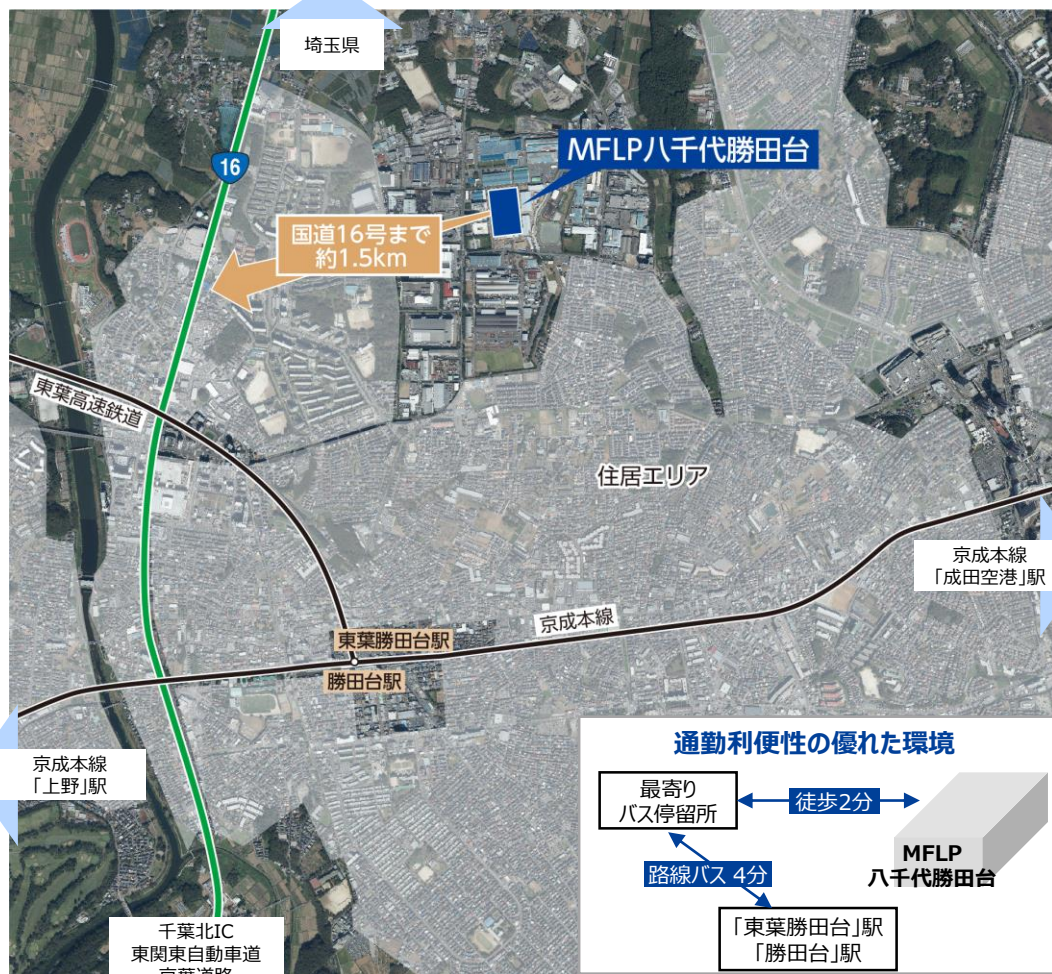 埼玉県
16
MFLP八千代勝田台
国道16号まで
約1.5km
東葉高速鉄道
住居エリア
京成本線
「成田空港」駅
京成本線
東葉勝田台駅
勝田台駅
京成本線
「上野」駅
千葉北IC
東関東自動車道
京葉道路
通勤利便性の優れた環境
最寄り
バス停留所
徒歩2分
MFLP
八千代勝田台
路線バス 4分
「東葉勝田台」駅
「勝田台」駅